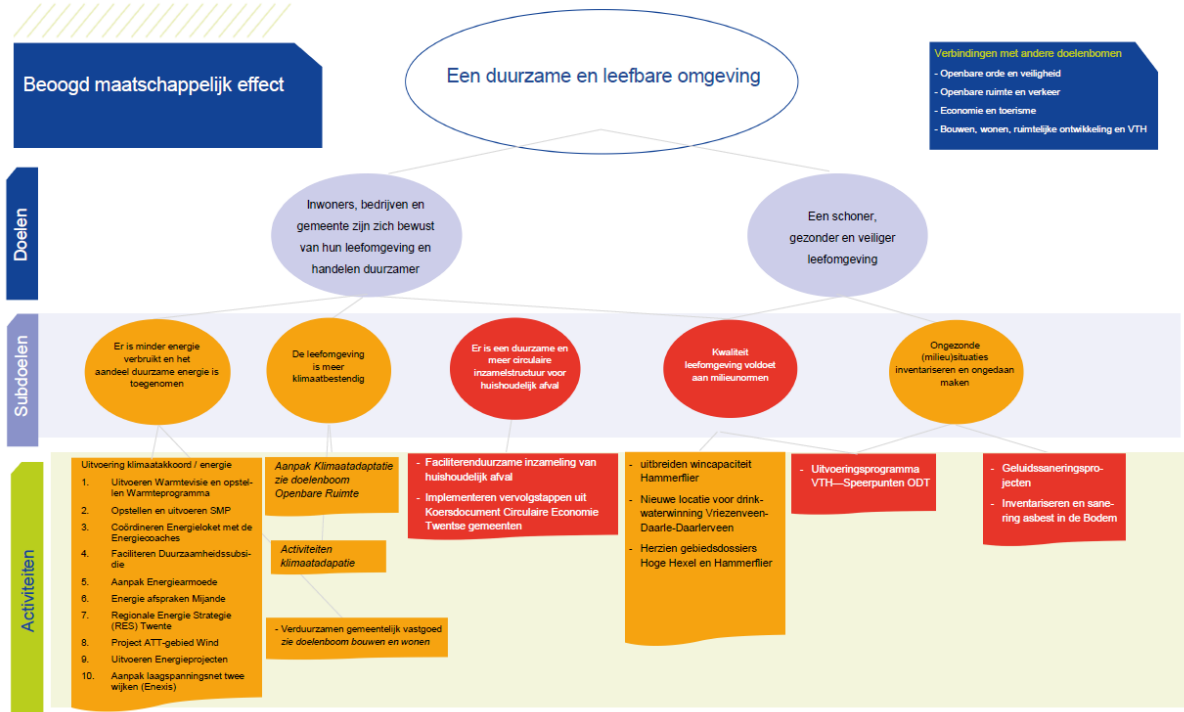 Beoogd maatschappelijk effect
Een duurzame en leefbare omgeving
Verbindingen met andere doelenbomen
- Openbare orde en veiligheid
- Openbare ruimte en verkeer
- Economie en toerisme
- Bouwen, wonen, ruimtelijke ontwikkeling en VTH
Doelen
Inwoners, bedrijven en
gemeente zijn zich bewust
van hun leefomgeving en
handelen duurzamer
Een schoner,
gezonder en veiliger
leefomgeving
Subdoelen
Er is minder energie
verbruikt en het
aandeel duurzame energie is
toegenomen
De leefomgeving
is meer
klimaatbestendig
Er is een duurzame en
meer circulaire
inzamelstructuur voor
huishoudelijk afval
Kwaliteit
leefomgeving voldoet
aan milieunormen
Ongezonde
(milieu)situaties
inventariseren en ongedaan
maken
Activiteiten
Uitvoering klimaatakkoord / energie
1. Uitvoeren Warmtevisie en opstel-
len Warmteprogramma
2. Opstellen en uitvoeren SMP
3. Coördineren Energieloket met de
Energiecoaches
4. Faciliteren Duurzaamheidssubsi-
die
5. Aanpak Energiearmoede
6. Energie afspraken Mijande
7. Regionale Energie Strategie
(RES) Twente
8. Project ATT-gebied Wind
9. Uitvoeren Energieprojecten
10. Aanpak laagspanningsnet twee
wijken (Enexis)
Aanpak Klimaatadaptatie
zie doelenboom
Openbare Ruimte
Activiteiten
klimaatadapatie
- Verduurzamen gemeentelijk vastgoed
zie doelenboom bouwen en wonen
- Faciliterenduurzame inzameling van
huishoudelijk afval
- Implementeren vervolgstappen uit
Koersdocument Circulaire Economie
Twentse gemeenten
- uitbreiden wincapaciteit
Hammerflier
- Nieuwe locatie voor drink-
waterwinning Vriezenveen-
Daarle-Daarlerveen
- Herzien gebiedsdossiers
Hoge Hexel en Hammerflier
- Uitvoeringsprogramma
VTH—Speerpunten ODT
- Geluidssaneringspro-
jecten
- Inventariseren en sane-
ring asbest in de Bodem